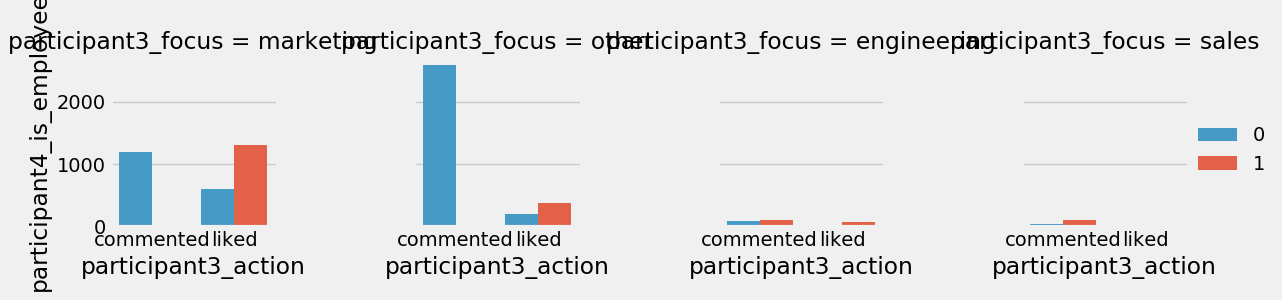 participant3_focus = marketing
participant3_focus = other
participant3_focus = engineering
participant3_focus = sales
participant4_is_employee
2000
1000
0
commented liked
commented liked
commented liked
commented liked
participant3_action
participant3_action
participant3_action
participant3_action
0
1